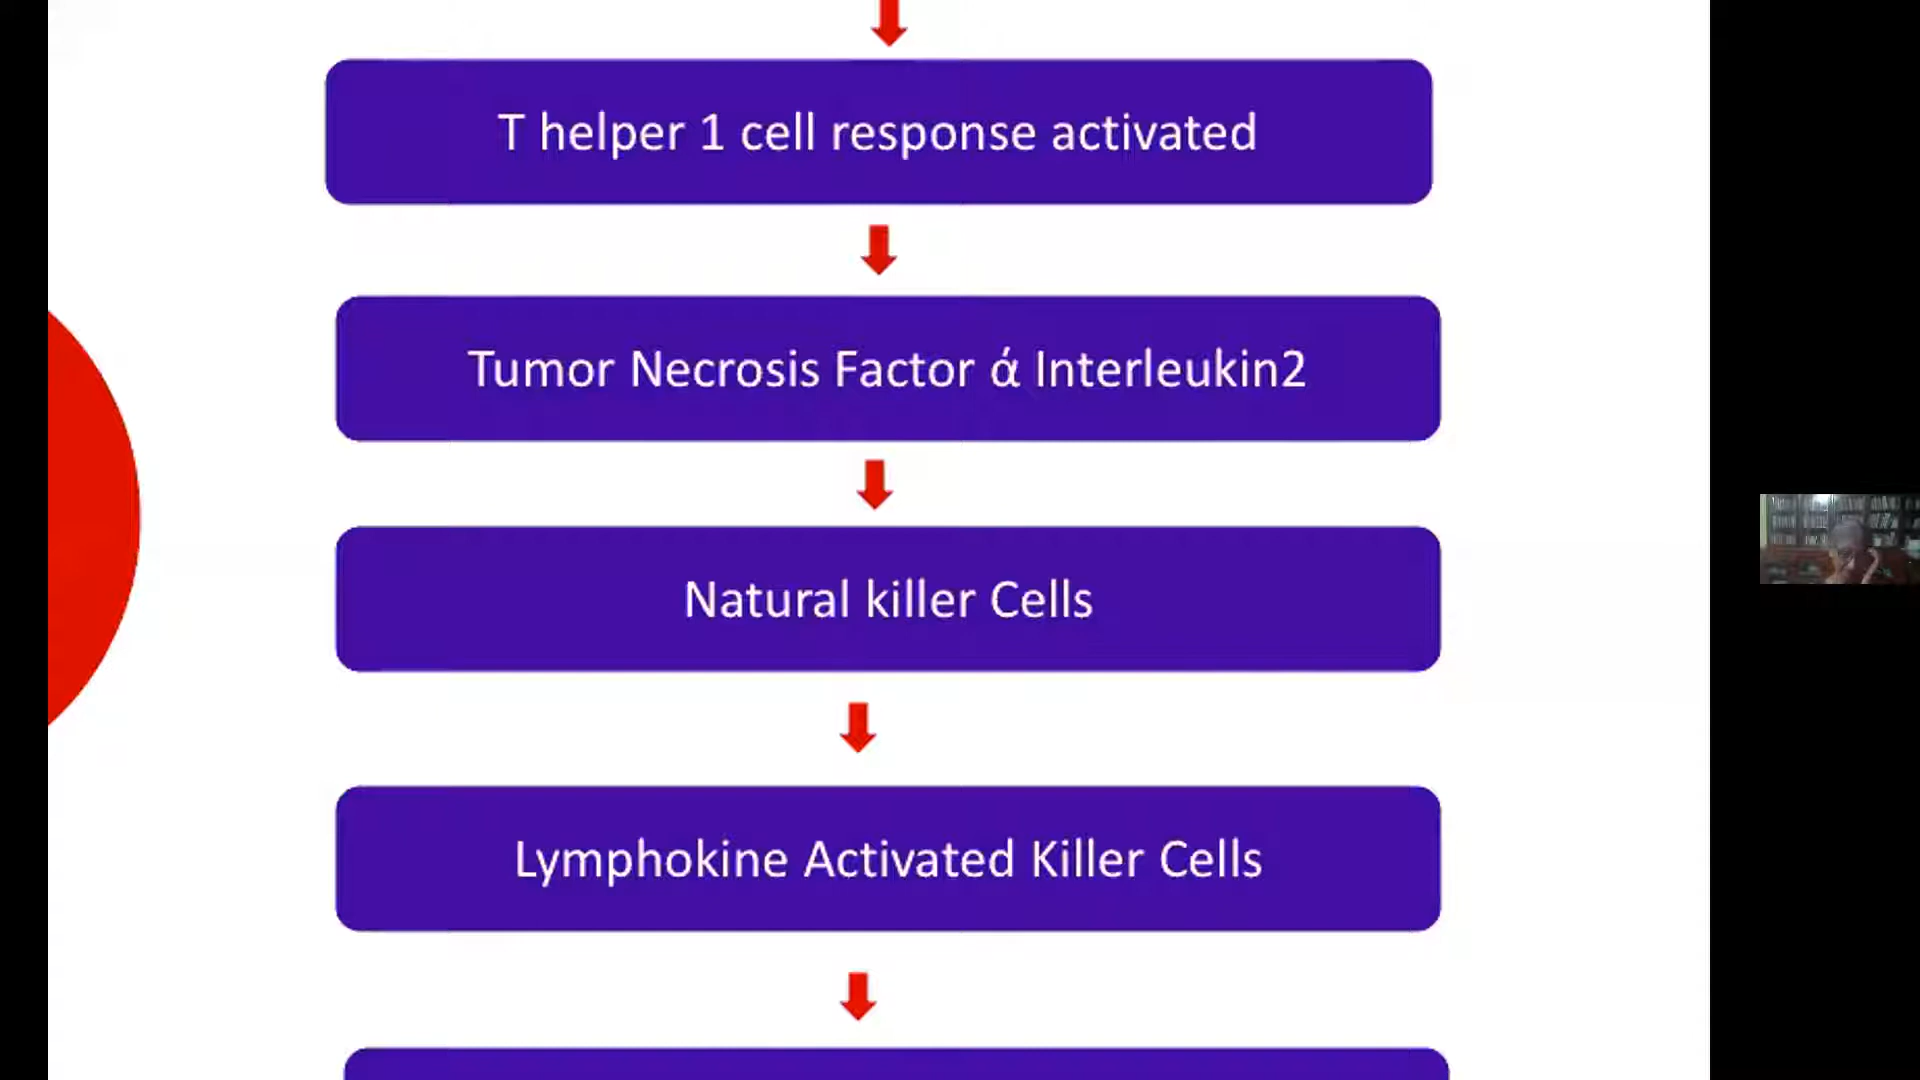 T helper 1 cell response activated
Tumor Necrosis Factor ά Interleukin2
Natural killer Cells
Lymphokine Activated Killer Cells